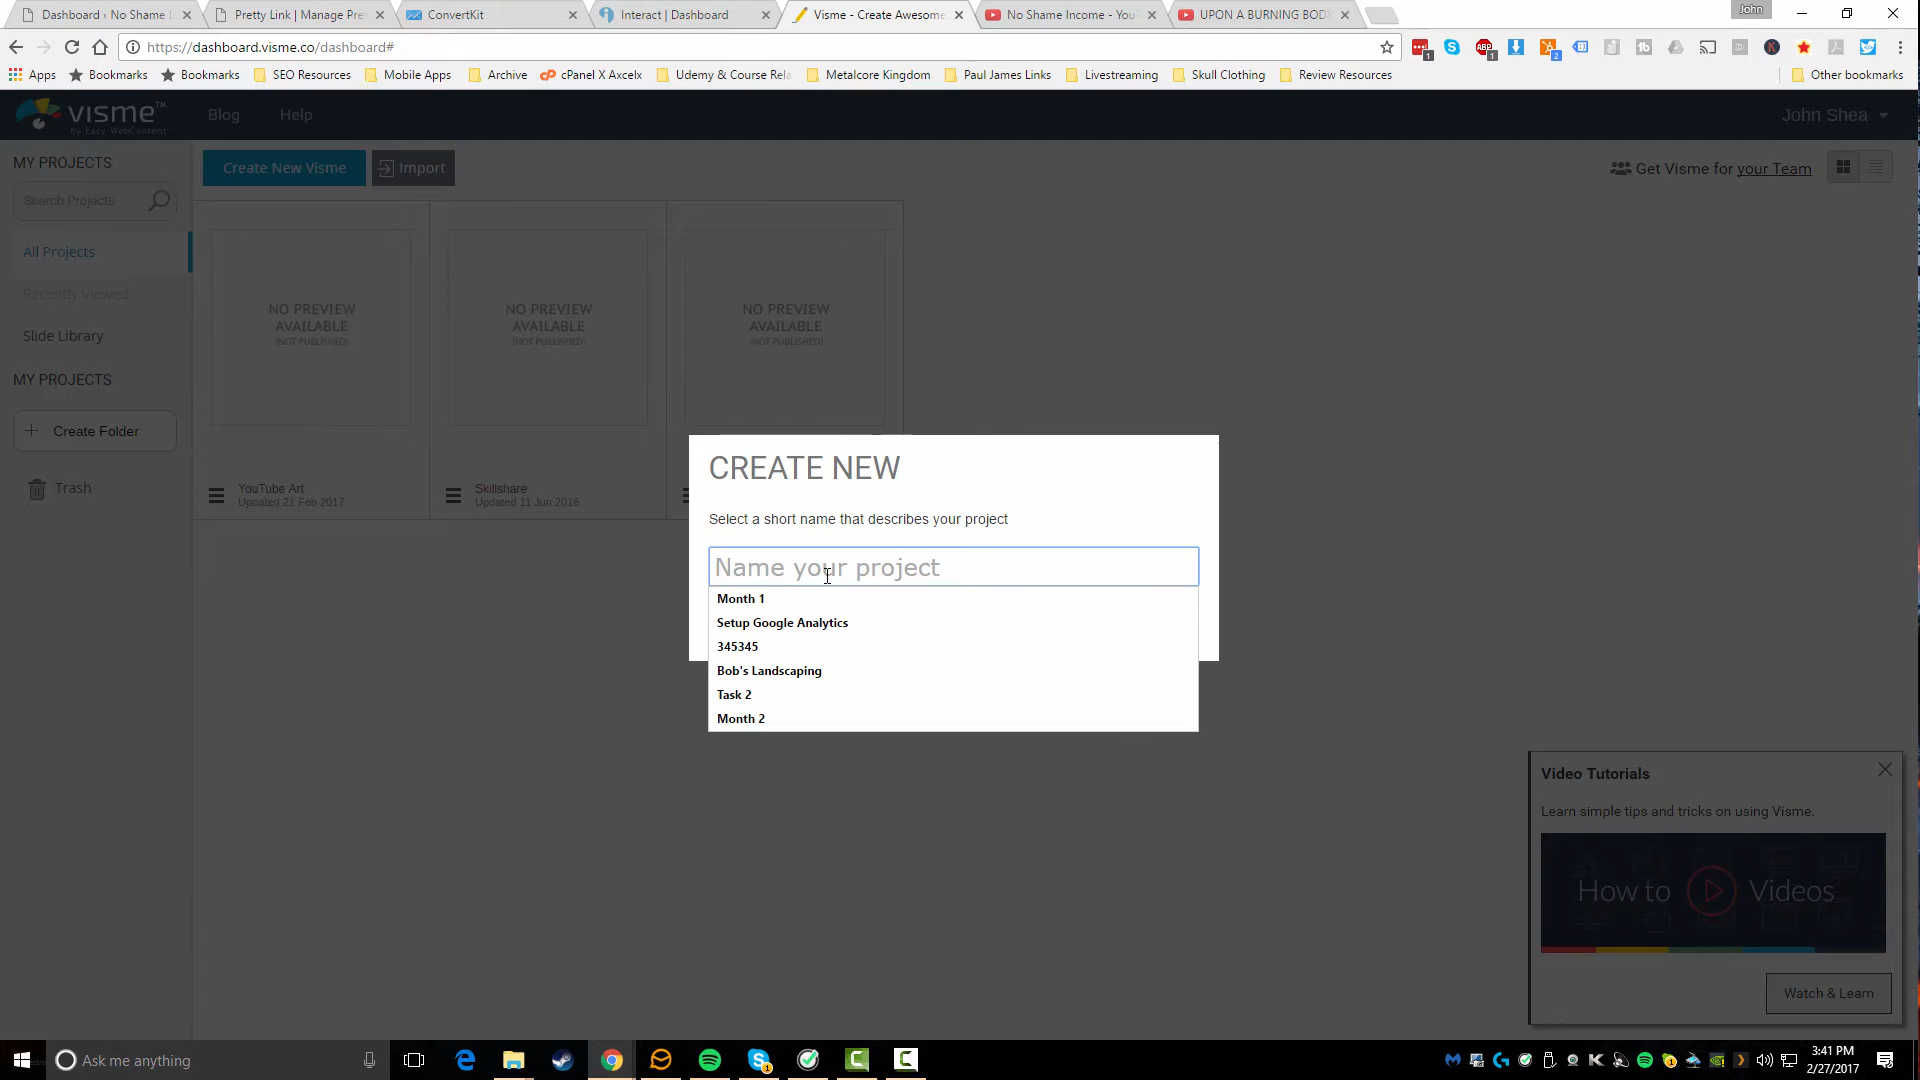 Dashboard ‹ No Shame I
Pretty Link | Manage Pre
ConvertKit
Interact | Dashboard
Visme - Create Awesome
No Shame Income - YouT
UPON A BURNING BODY
John
https://dashboard.visme.co/dashboard#
Apps
Bookmarks
Bookmarks
SEO Resources
Mobile Apps
Archive
cPanel X Axcelx
Udemy & Course Rela
Metalcore Kingdom
Paul James Links
Livestreaming
Skull Clothing
Review Resources
Other bookmarks
visme™
By Easy WebContent
Blog
Help
John Shea
MY PROJECTS
Search Projects
All Projects
Recently Viewed
Slide Library
MY PROJECTS
Create Folder
Trash
Create New Visme
Import
Get Visme for your Team
NO PREVIEW
AVAILABLE
(NOT PUBLISHED)
NO PREVIEW
AVAILABLE
(NOT PUBLISHED)
NO PREVIEW
AVAILABLE
(NOT PUBLISHED)
YouTube Art
Updated 21 Feb 2017
Skillshare
Updated 11 Jun 2016
CREATE NEW
Select a short name that describes your project
Name your project
Month 1
Setup Google Analytics
345345
Bob's Landscaping
Task 2
Month 2
Video Tutorials
Learn simple tips and tricks on using Visme.
How to Videos
Watch & Learn
Ask me anything
3:41 PM
2/27/2017